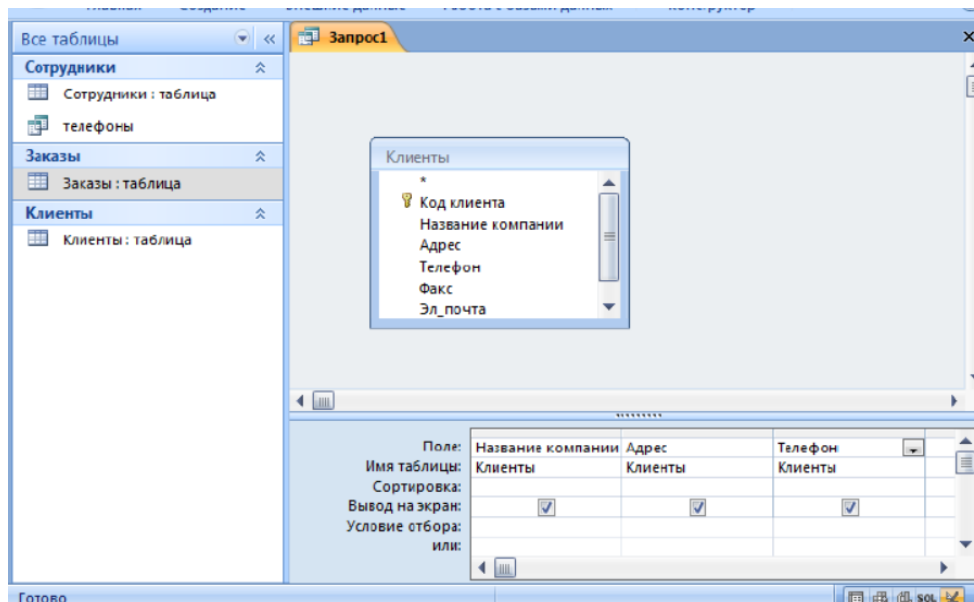 Все таблицы
Запрос1
Сотрудники
Сотрудники : таблица
телефоны
Заказы
Заказы : таблица
Клиенты
Клиенты : таблица
Клиенты
*
Код клиента
Название компании
Адрес
Телефон
Факс
Эл_почта
Поле: Название компании Адрес Телефон
Имя таблицы: Клиенты Клиенты Клиенты
Сортировка:
Вывод на экран:
Условие отбора:
или:
Готово
SQL